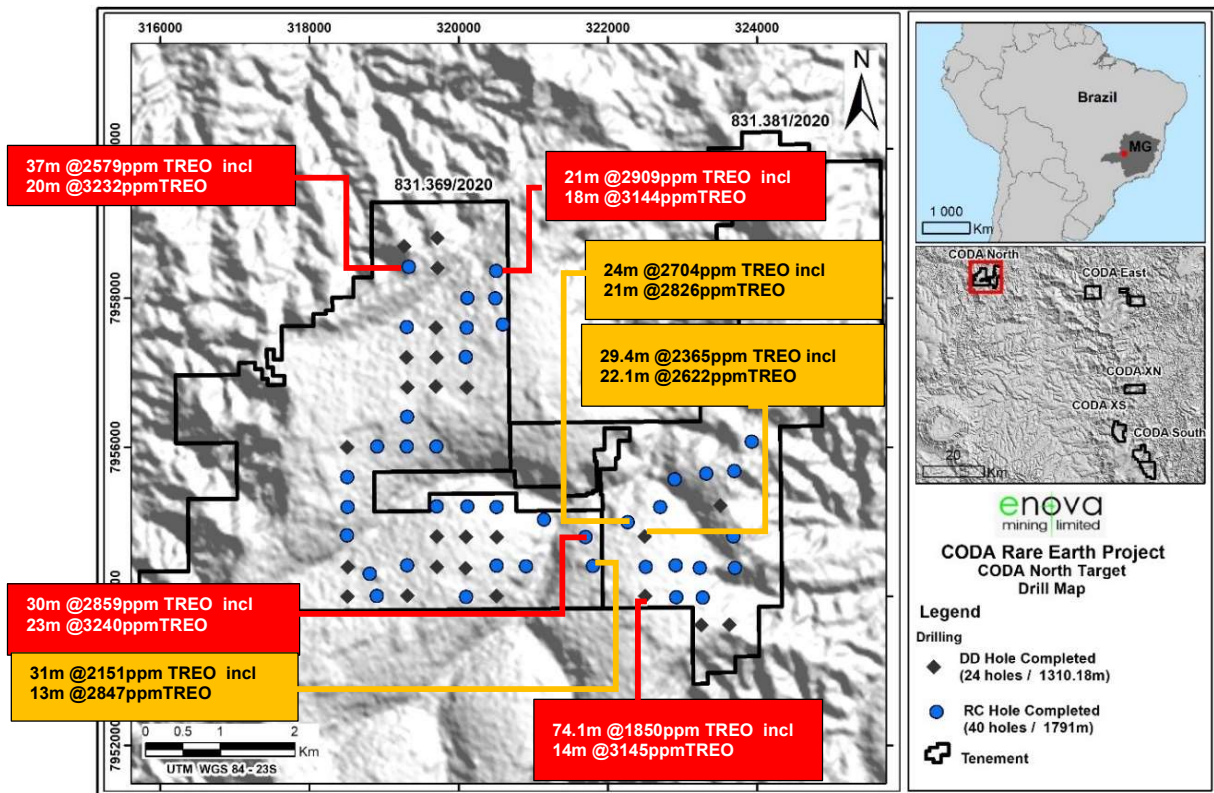 316000
318000
320000
322000
324000
N
831.381/2020
831.369/2020
37m @2579ppm TREO incl
20m @3232ppmTREO
21m @2909ppm TREO incl
18m @3144ppmTREO
24m @2704ppm TREO incl
21m @2826ppmTREO
29.4m @2365ppm TREO incl
22.1m @2622ppmTREO
7958000
7956000
30m @2859ppm TREO incl
23m @3240ppmTREO
31m @2151ppm TREO incl
13m @2847ppmTREO
74.1m @1850ppm TREO incl
14m @3145ppmTREO
7952000
0 0.5 1 2
Km
UTM WGS 84 - 23S
Brazil
MG
1 000
Km
CODA North
CODA East
CODA XN
CODA XS
CODA South
20
Km
enova
mining limited
CODA Rare Earth Project
CODA North Target
Drill Map
Legend
Drilling
DD Hole Completed
(24 holes / 1310.18m)
RC Hole Completed
(40 holes / 1791m)
Tenement